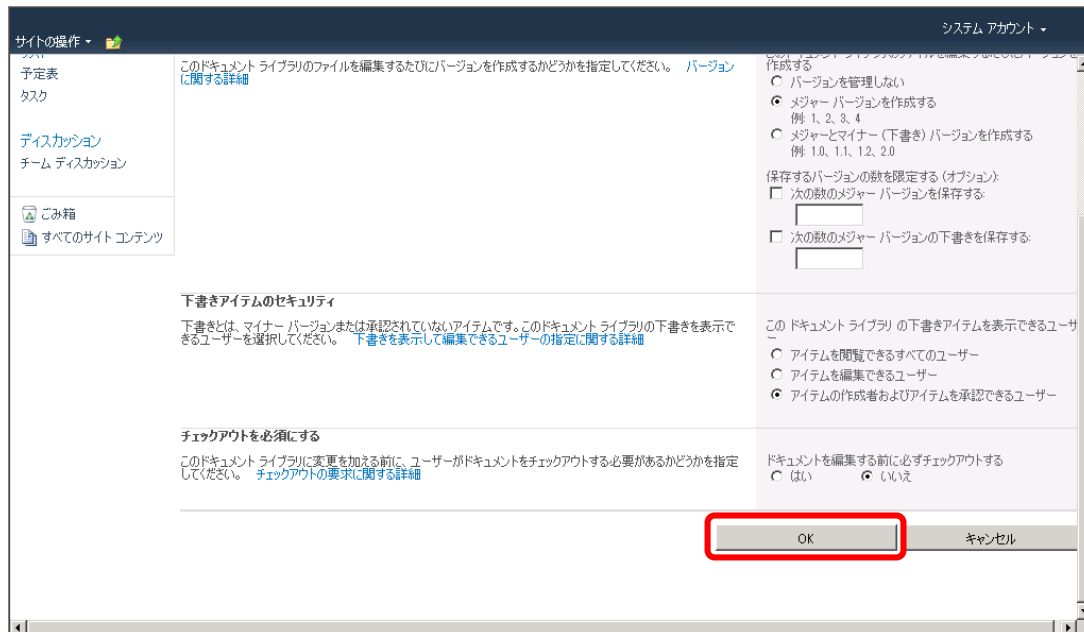 システム アカウント
サイトの操作
予定表
タスク
ディスカッション
チーム ディスカッション
ごみ箱
すべてのサイト コンテンツ
このドキュメント ライブラリのファイルを編集するたびにバージョンを作成するかどうかを指定してください。 バージョン
に関する詳細
作成する
バージョンを管理しない
メジャー バージョンを作成する
例: 1、2、3、4
メジャーとマイナー (下書き) バージョンを作成する
例: 1.0、1.1、1.2、2.0
保存するバージョンの数を限定する (オプション):
次の数のメジャー バージョンを保存する:
次の数のメジャー バージョンの下書きを保存する:
下書きアイテムのセキュリティ
下書きとは、マイナー バージョンまたは承認されていないアイテムです。このドキュメント ライブラリの下書きを表示で
きるユーザーを選択してください。 下書きを表示して編集できるユーザーの指定に関する詳細
この ドキュメント ライブラリ の下書きアイテムを表示できるユーザ
アイテムを閲覧できるすべてのユーザー
アイテムを編集できるユーザー
アイテムの作成者およびアイテムを承認できるユーザー
チェックアウトを必須にする
このドキュメント ライブラリに変更を加える前に、ユーザーがドキュメントをチェックアウトする必要があるかどうかを指定
してください。 チェックアウトの要求に関する詳細
ドキュメントを編集する前に必ずチェックアウトする
はい いいえ
OK キャンセル